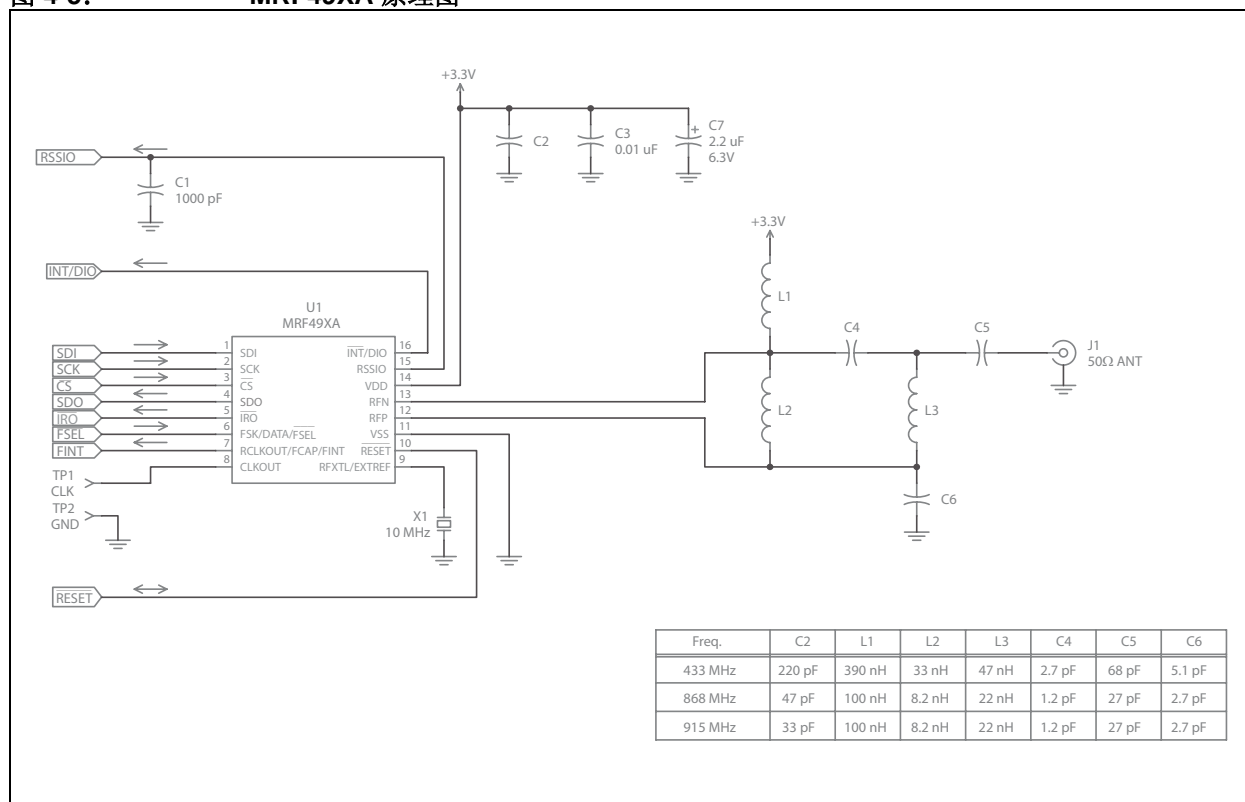 MRF49XA
+3.3V
C2
C3
0.01 uF
+
C7
2.2 uF
6.3V
RSSIO
C1
1000 pF
INT/DIO
+3.3V
L1
U1
MRF49XA
C4
C5
J1
50Ω ANT
SDI
SCK
CS
SDO
IRO
FSEL
FINT
1 SDI
2 SCK
3 CS
4 SDO
5 IRO
6 FSK/DATA/FSEL
7 RCLKOUT/FCAP/FINT
8 CLKOUT
INT/DIO 16
RSSIO 15
VDD 14
RFN 13
RFP 12
VSS 11
RESET 10
RFXTL/EXTREF 9
L2
L3
C6
TP1
CLK
TP2
GND
X1
10 MHz
RESET
Freq. C2 L1 L2 L3 C4 C5 C6
433 MHz 220 pF 390 nH 33 nH 47 nH 2.7 pF 68 pF 5.1 pF
868 MHz 47 pF 100 nH 8.2 nH 22 nH 1.2 pF 27 pF 2.7 pF
915 MHz 33 pF 100 nH 8.2 nH 22 nH 1.2 pF 27 pF 2.7 pF